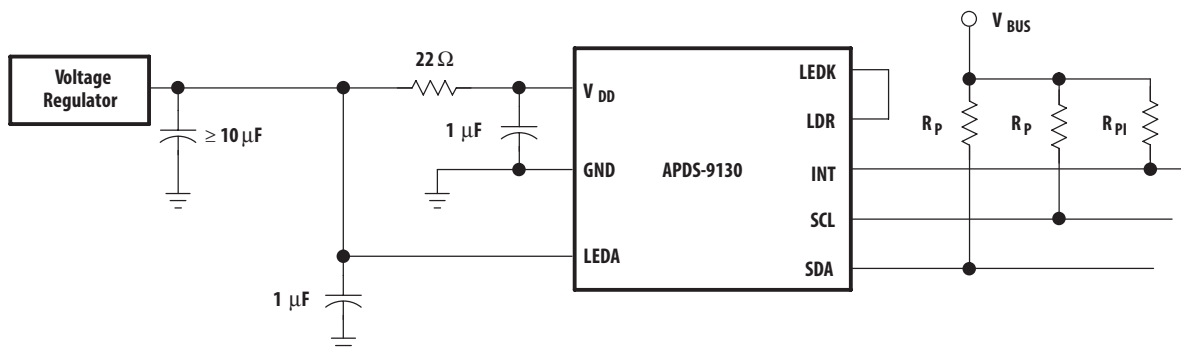 Voltage
Regulator
≥ 10 μF
22 Ω
1 μF
1 μF
V DD
GND
LEDA
APDS-9130
LEDK
LDR
INT
SCL
SDA
V BUS
R P
R P
R PI